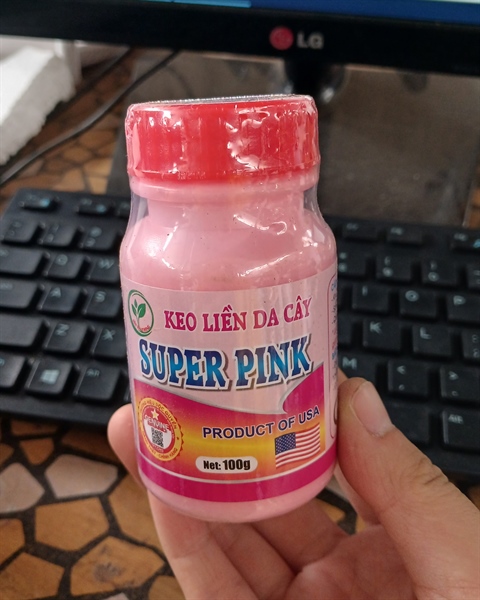 LG
KEO LIỀN DA CÂY
SUPER PINK
PRODUCT OF USA
Net: 100g